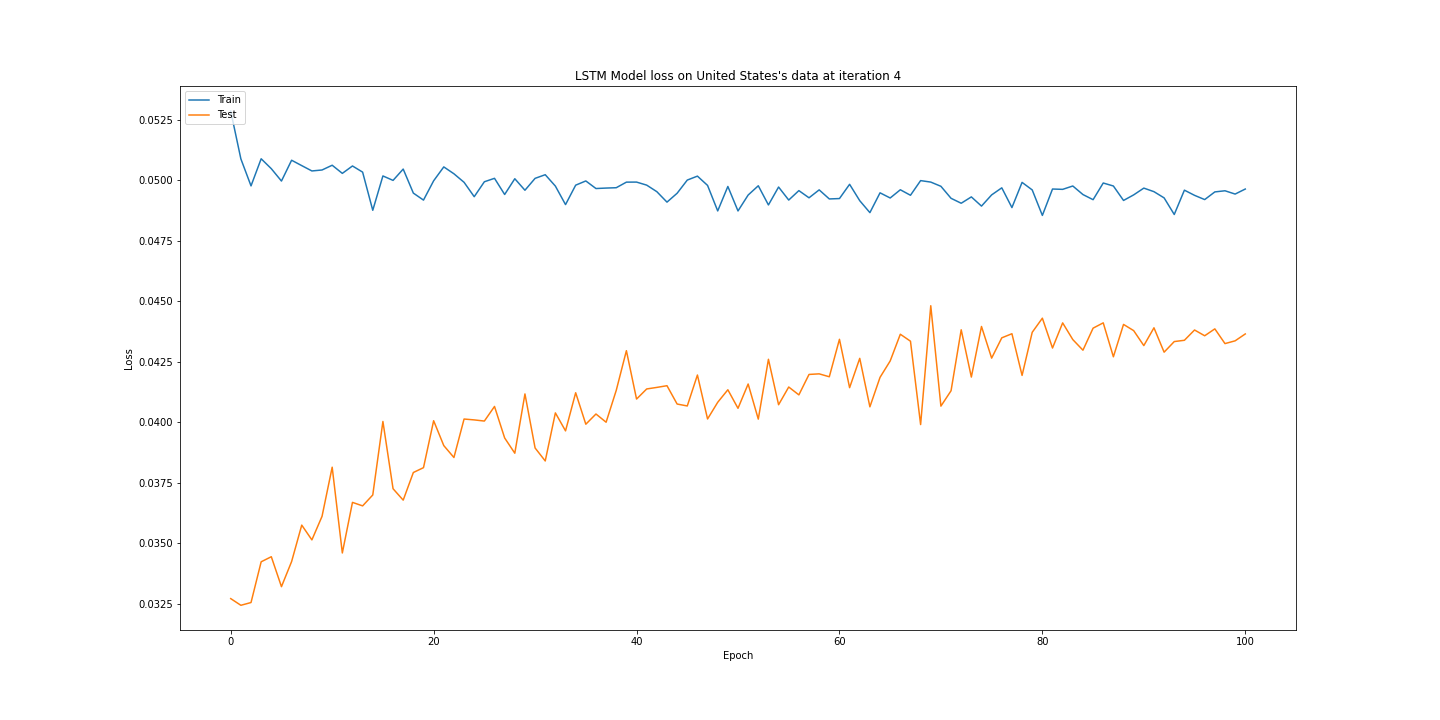 LSTM Model loss on United States's data at iteration 4
Train
Test
0.0525
0.0500
0.0475
0.0450
0.0425
0.0400
0.0375
0.0350
0.0325
Loss
0 20 40 60 80 100
Epoch